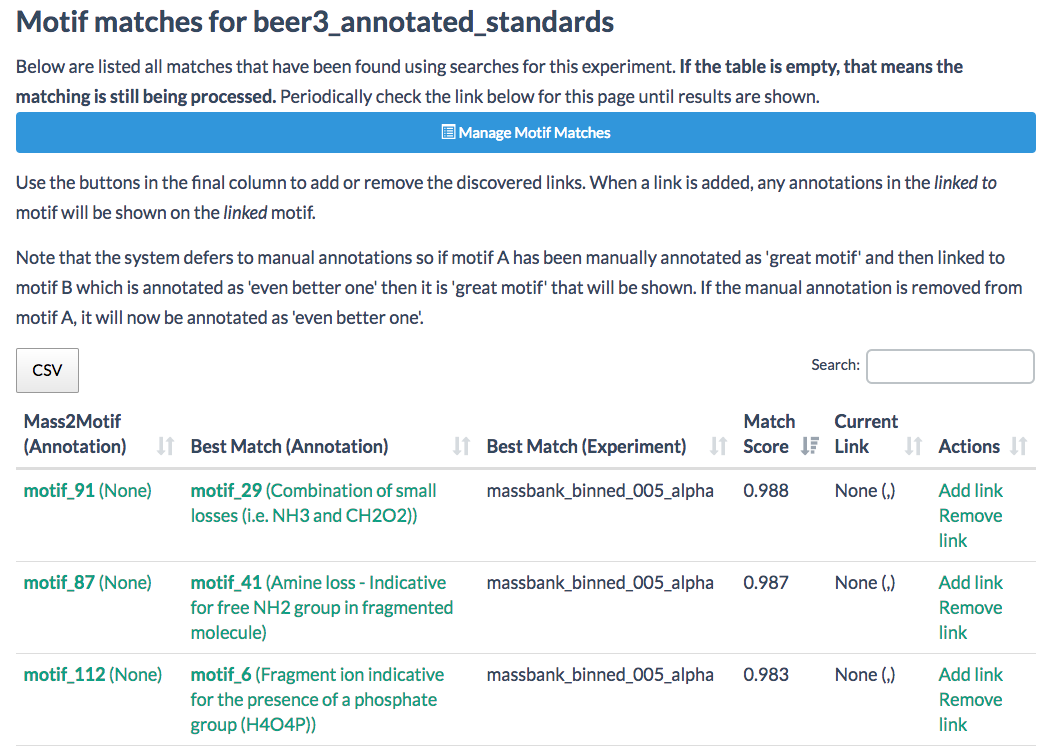 Motif matches for beer3_annotated_standards
Below are listed all matches that have been found using searches for this experiment. If the table is empty, that means the
matching is still being processed. Periodically check the link below for this page until results are shown.
Manage Motif Matches
Use the buttons in the final column to add or remove the discovered links. When a link is added, any annotations in the linked to
motif will be shown on the linked motif.
Note that the system defers to manual annotations so if motif A has been manually annotated as 'great motif' and then linked to
motif B which is annotated as 'even better one' then it is 'great motif' that will be shown. If the manual annotation is removed from
motif A, it will now be annotated as 'even better one'.
CSV Search:
Mass2Motif Match Current
(Annotation) Best Match (Annotation) Best Match (Experiment) Score Link Actions
motif_91 (None) motif_29 (Combination of small massbank_binned_005_alpha 0.988 None (,) Add link
losses (i.e. NH3 and CH2O2)) Remove
link
motif_87 (None) motif_41 (Amine loss - Indicative massbank_binned_005_alpha 0.987 None (,) Add link
for free NH2 group in fragmented Remove
molecule) link
motif_112 (None) motif_6 (Fragment ion indicative massbank_binned_005_alpha 0.983 None (,) Add link
for the presence of a phosphate Remove
group (H4O4P)) link